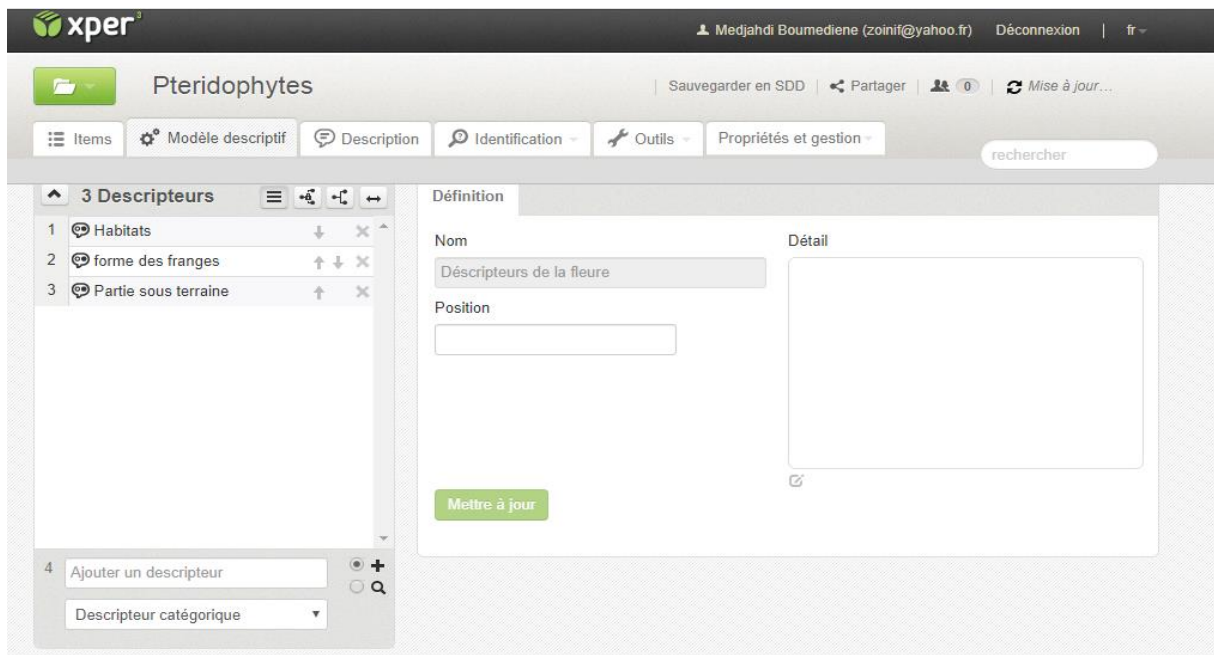 xper³
Medjahdi Boumediene (zoinif@yahoo.fr) Déconnexion | fr
Pteridophytes
Sauvegarder en SDD | Partager | 0 | Mise à jour...
Items Modèle descriptif Description Identification Outils Propriétés et gestion
rechercher
3 Descripteurs
1 Habitats
2 forme des franges
3 Partie sous terraine
4 Ajouter un descripteur
Descripteur catégorique
Définition
Nom
Déscripteurs de la fleure
Position
Détail
Mettre à jour